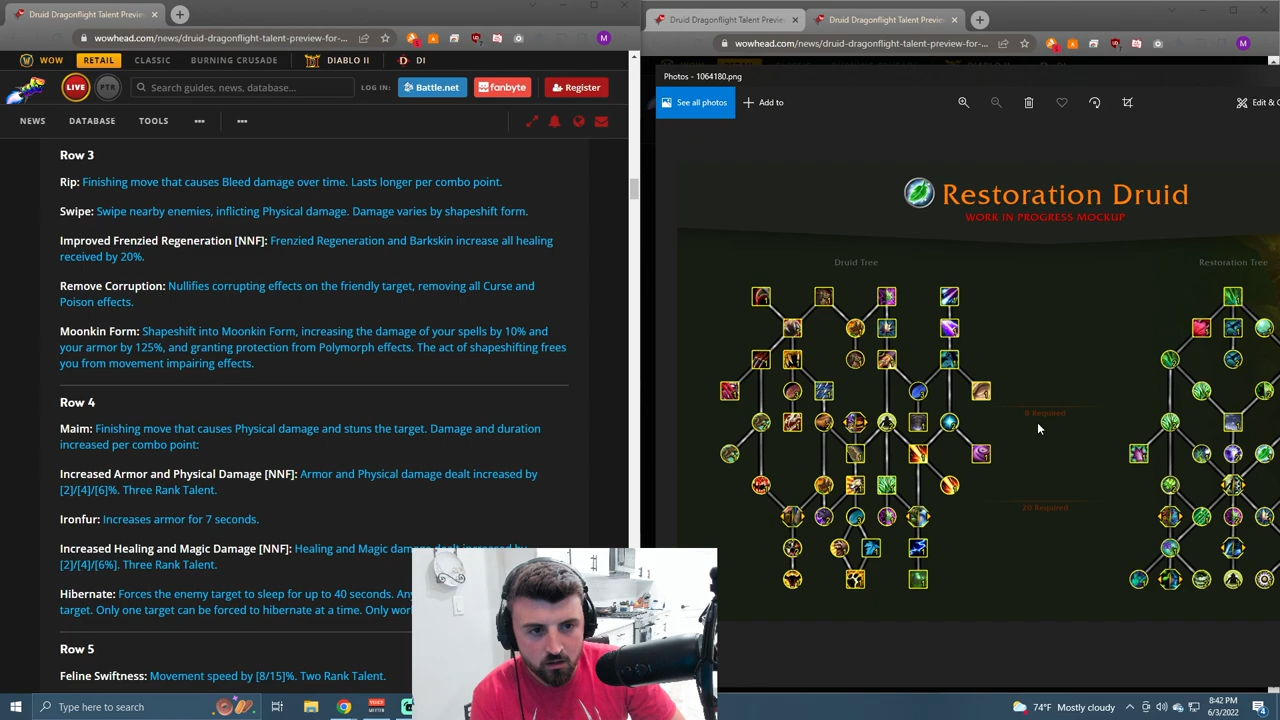 Druid Dragonflight Talent Preview
wowhead.com/news/druid-dragonflight-talent-preview-for-...
WOW RETAIL CLASSIC BURNING CRUSADE DIABLO II DI
LIVE PTR Search guides, news, database... LOG IN: Battle.net fanbyte Register
NEWS DATABASE TOOLS
Row 3
Rip: Finishing move that causes Bleed damage over time. Lasts longer per combo point.
Swipe: Swipe nearby enemies, inflicting Physical damage. Damage varies by shapeshift form.
Improved Frenzied Regeneration [NNF]: Frenzied Regeneration and Barkskin increase all healing
received by 20%.
Remove Corruption: Nullifies corrupting effects on the friendly target, removing all Curse and
Poison effects.
Moonkin Form: Shapeshift into Moonkin Form, increasing the damage of your spells by 10% and
your armor by 125%, and granting protection from Polymorph effects. The act of shapeshifting frees
you from movement impairing effects.
Row 4
Maim: Finishing move that causes Physical damage and stuns the target. Damage and duration
increased per combo point:
Increased Armor and Physical Damage [NNF]: Armor and Physical damage dealt increased by
[2]/[4]/[6]%. Three Rank Talent.
Ironfur: Increases armor for 7 seconds.
Increased Healing and Magic Damage [NNF]: Healing and Magic damage dealt increased by
[2]/[4]/[6%]. Three Rank Talent.
Hibernate: Forces the enemy target to sleep for up to 40 seconds.
target. Only one target can be forced to hibernate at a time. Only
Row 5
Feline Swiftness: Movement speed by [8/15]%. Two Rank Talent.
Druid Dragonflight Talent Preview Druid Dragonflight Talent Preview
wowhead.com/news/druid-dragonflight-talent-preview-for-...
Photos - 1064180.png
See all photos Add to Edit &
Restoration Druid
WORK IN PROGRESS MOCKUP
Druid Tree Restoration Tree
8 Required
20 Required
Type here to search
74°F Mostly cloudy
8:42 PM
6/3/2022